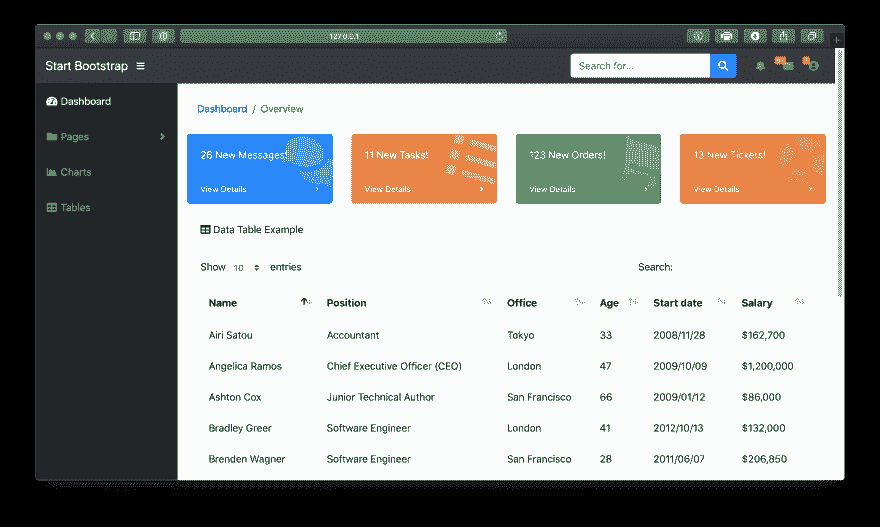 127.0.0.1
Start Bootstrap
Search for...
Dashboard
Pages
Charts
Tables
Dashboard / Overview
26 New Messages!
View Details
11 New Tasks!
View Details
123 New Orders!
View Details
13 New Tickets!
View Details
Data Table Example
Show 10 entries
Search:
Name Position Office Age Start date Salary
Airi Satou Accountant Tokyo 33 2008/11/28 $162,700
Angelica Ramos Chief Executive Officer (CEO) London 47 2009/10/09 $1,200,000
Ashton Cox Junior Technical Author San Francisco 66 2009/01/12 $86,000
Bradley Greer Software Engineer London 41 2012/10/13 $132,000
Brenden Wagner Software Engineer San Francisco 28 2011/06/07 $206,850